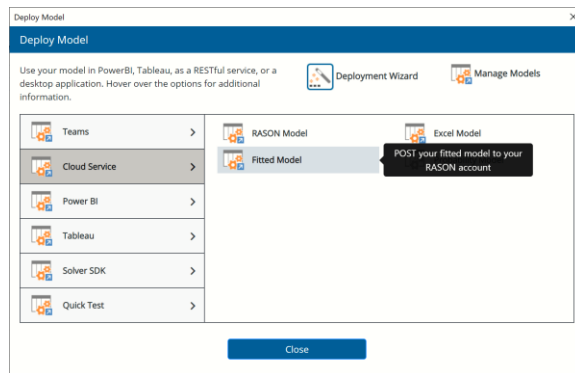 Deploy Model
Deploy Model
Use your model in PowerBI, Tableau, as a RESTful service, or a
desktop application. Hover over the options for additional
information.
Deployment Wizard
Manage Models
Teams
Cloud Service
Power BI
Tableau
Solver SDK
Quick Test
RASON Model
Excel Model
Fitted Model
POST your fitted model to your
RASON account
Close